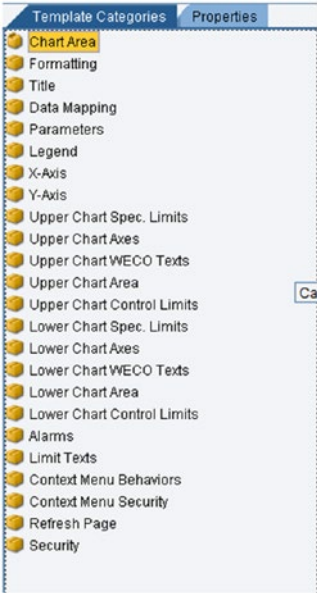 Template Categories Properties
Chart Area
Formatting
Title
Data Mapping
Parameters
Legend
X-Axis
Y-Axis
Upper Chart Spec. Limits
Upper Chart Axes
Upper Chart WECO Texts
Upper Chart Area
Ca
Upper Chart Control Limits
Lower Chart Spec. Limits
Lower Chart Axes
Lower Chart WECO Texts
Lower Chart Area
Lower Chart Control Limits
Alarms
Limit Texts
Context Menu Behaviors
Context Menu Security
Refresh Page
Security